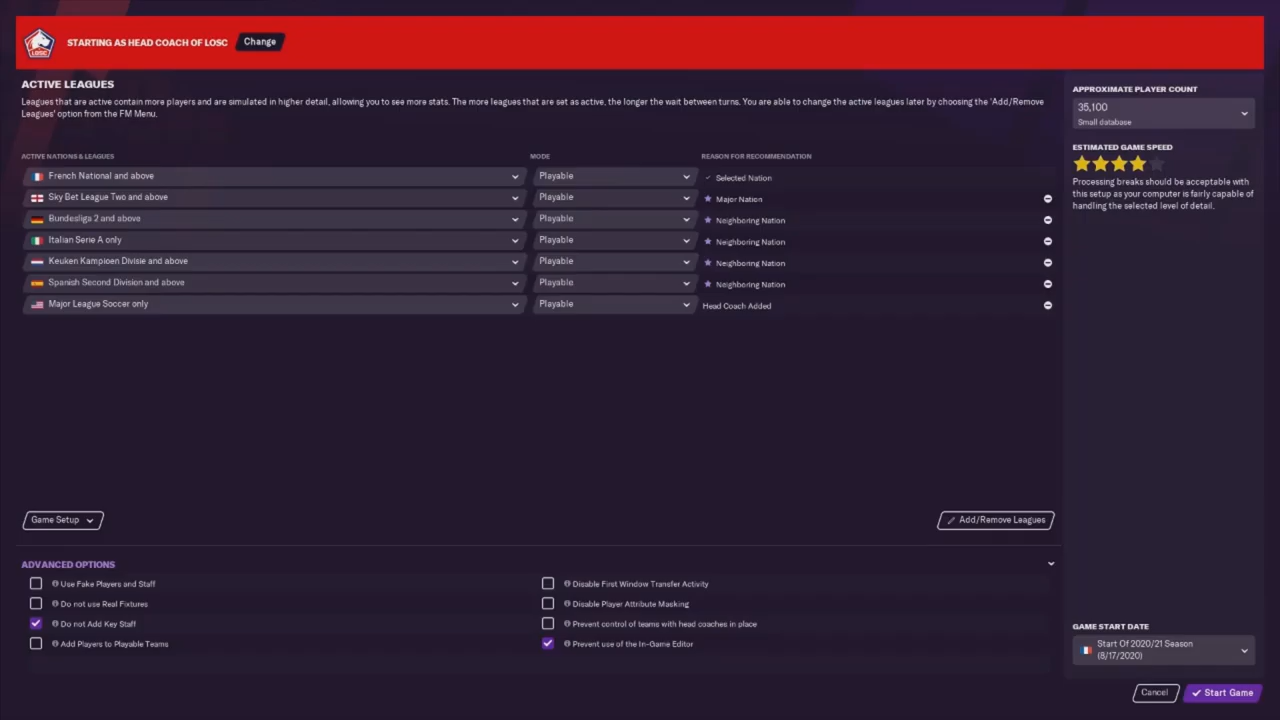 LOSC
STARTING AS HEAD COACH OF LOSC
Change
ACTIVE LEAGUES
Leagues that are active contain more players and are simulated in higher detail, allowing you to see more stats. The more leagues that are set as active, the longer the wait between turns. You are able to change the active leagues later by choosing the 'Add/Remove
Leagues' option from the FM Menu.
ACTIVE NATIONS & LEAGUES MODE REASON FOR RECOMMENDATION
French National and above Playable Selected Nation
Sky Bet League Two and above Playable Major Nation
Bundesliga 2 and above Playable Neighboring Nation
Italian Serie A only Playable Neighboring Nation
Keuken Kampioen Divisie and above Playable Neighboring Nation
Spanish Second Division and above Playable Neighboring Nation
Major League Soccer only Playable Head Coach Added
Game Setup
Add/Remove Leagues
ADVANCED OPTIONS
Use Fake Players and Staff
Do not use Real Fixtures
Do not Add Key Staff
Add Players to Playable Teams
Disable First Window Transfer Activity
Disable Player Attribute Masking
Prevent control of teams with head coaches in place
Prevent use of the In-Game Editor
APPROXIMATE PLAYER COUNT
35,100
Small database
ESTIMATED GAME SPEED
Processing breaks should be acceptable with
this setup as your computer is fairly capable of
handling the selected level of detail.
GAME START DATE
Start Of 2020/21 Season
(8/17/2020)
Cancel
Start Game